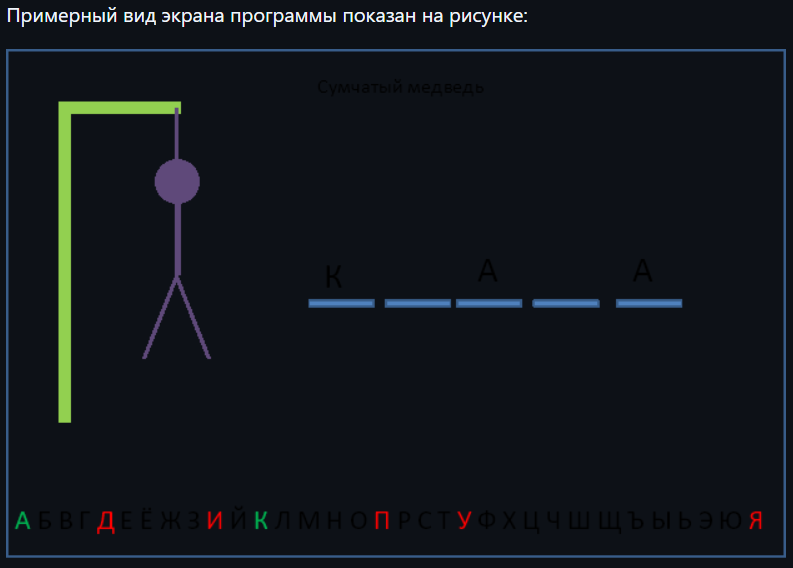 Примерный вид экрана программы показан на рисунке:
Сумчатый медведь
К А А
А Б В Г Д Е Ё Ж З И Й К Л М Н О П Р С Т У Ф Х Ц Ч Ш Щ Ъ Ы Ь Э Ю Я